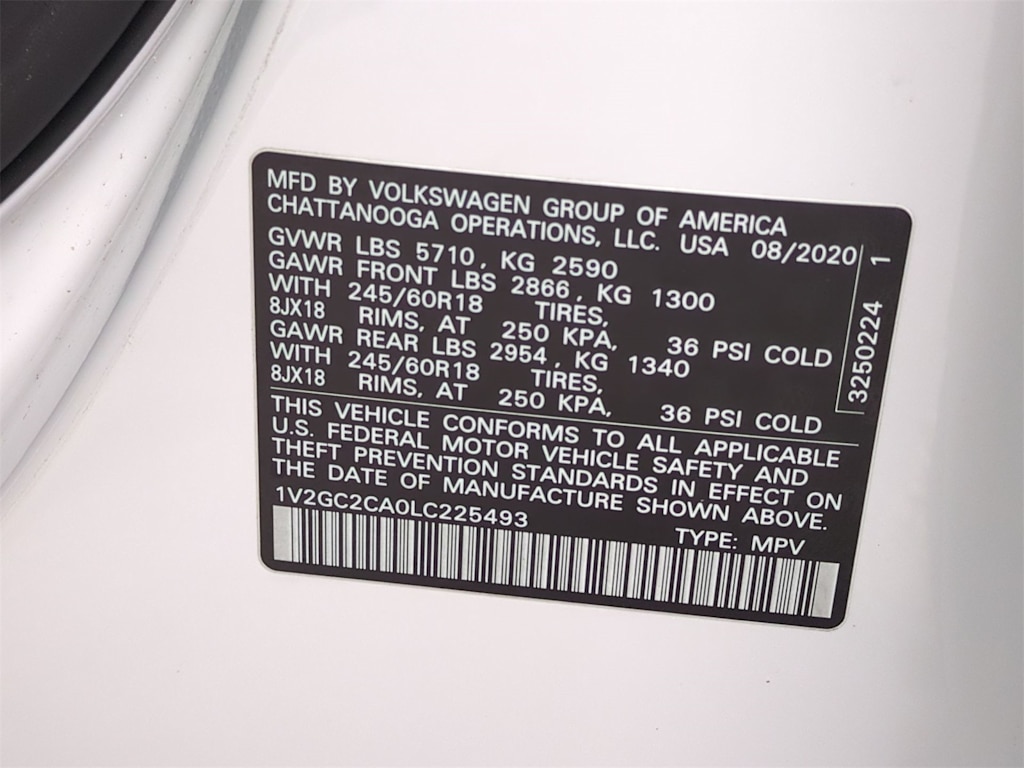 MFD BY VOLKSWAGEN GROUP OF AMERICA
CHATTANOOGA OPERATIONS, LLC. USA 08/2020
GVWR LBS 5710, KG 2590
GAWR FRONT LBS 2866, KG 1300
WITH 245/60R18 TIRES,
8JX18 RIMS, AT 250 KPA, 36 PSI COLD
GAWR REAR LBS 2954, KG 1340
WITH 245/60R18 TIRES,
8JX18 RIMS, AT 250 KPA, 36 PSI COLD
3250224 1
THIS VEHICLE CONFORMS TO ALL APPLICABLE
U.S. FEDERAL MOTOR VEHICLE SAFETY AND
THEFT PREVENTION STANDARDS IN EFFECT ON
THE DATE OF MANUFACTURE SHOWN ABOVE.
1V2GC2CA0LC225493
TYPE: MPV